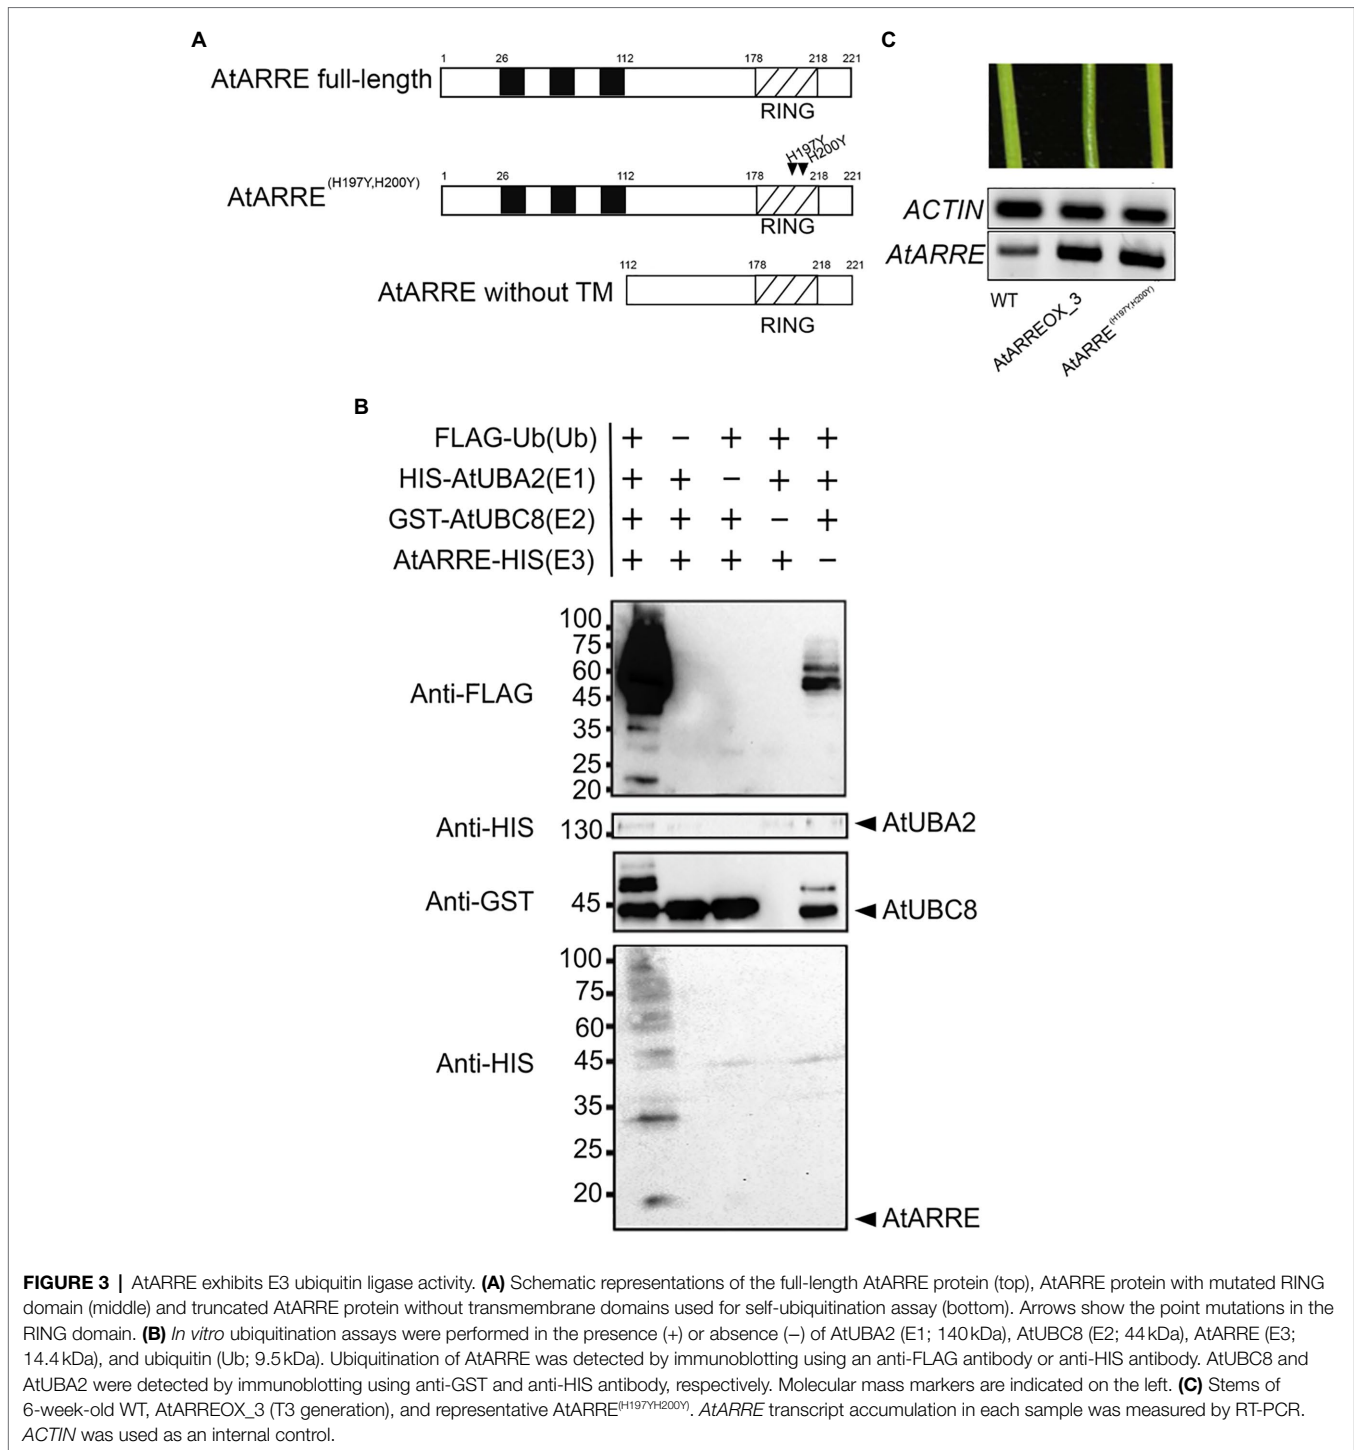 A
1 26 112 178 218 221
AtARRE full-length
RING
H197Y
H200Y
1 26 112 178 218 221
AtARRE(H197Y,H200Y)
RING
112 178 218 221
AtARRE without TM
RING
C
ACTIN
AtARRE
WT
AtARREOX_3
AtARRE(H197Y,H200Y)
B
FLAG-Ub(Ub) + − + + +
HIS-AtUBA2(E1) + + − + +
GST-AtUBC8(E2) + + + − +
AtARRE-HIS(E3) + + + + −
100
75
60
Anti-FLAG 45
35
25
20
Anti-HIS 130 AtUBA2
Anti-GST 45 AtUBC8
100
75
60
Anti-HIS 45
35
25
20
AtARRE
FIGURE 3 | AtARRE exhibits E3 ubiquitin ligase activity. (A) Schematic representations of the full-length AtARRE protein (top), AtARRE protein with mutated RING
domain (middle) and truncated AtARRE protein without transmembrane domains used for self-ubiquitination assay (bottom). Arrows show the point mutations in the
RING domain. (B) In vitro ubiquitination assays were performed in the presence (+) or absence (−) of AtUBA2 (E1; 140 kDa), AtUBC8 (E2; 44 kDa), AtARRE (E3;
14.4 kDa), and ubiquitin (Ub; 9.5 kDa). Ubiquitination of AtARRE was detected by immunoblotting using an anti-FLAG antibody or anti-HIS antibody. AtUBC8 and
AtUBA2 were detected by immunoblotting using anti-GST and anti-HIS antibody, respectively. Molecular mass markers are indicated on the left. (C) Stems of
6-week-old WT, AtARREOX_3 (T3 generation), and representative AtARRE(H197YH200Y). AtARRE transcript accumulation in each sample was measured by RT-PCR.
ACTIN was used as an internal control.